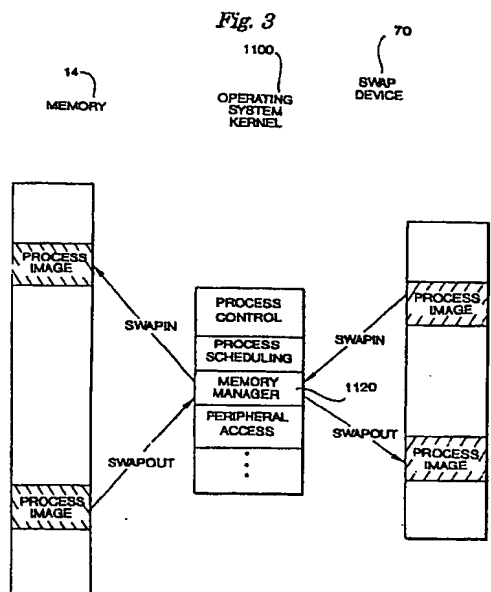 Fig. 3
14
MEMORY
1100
OPERATING
SYSTEM
KERNEL
70
SWAP
DEVICE
PROCESS
IMAGE
SWAPIN
PROCESS
CONTROL
PROCESS
SCHEDULING
MEMORY
MANAGER
PERIPHERAL
ACCESS
1120
SWAPIN
PROCESS
IMAGE
SWAPOUT
SWAPOUT
PROCESS
IMAGE
PROCESS
IMAGE